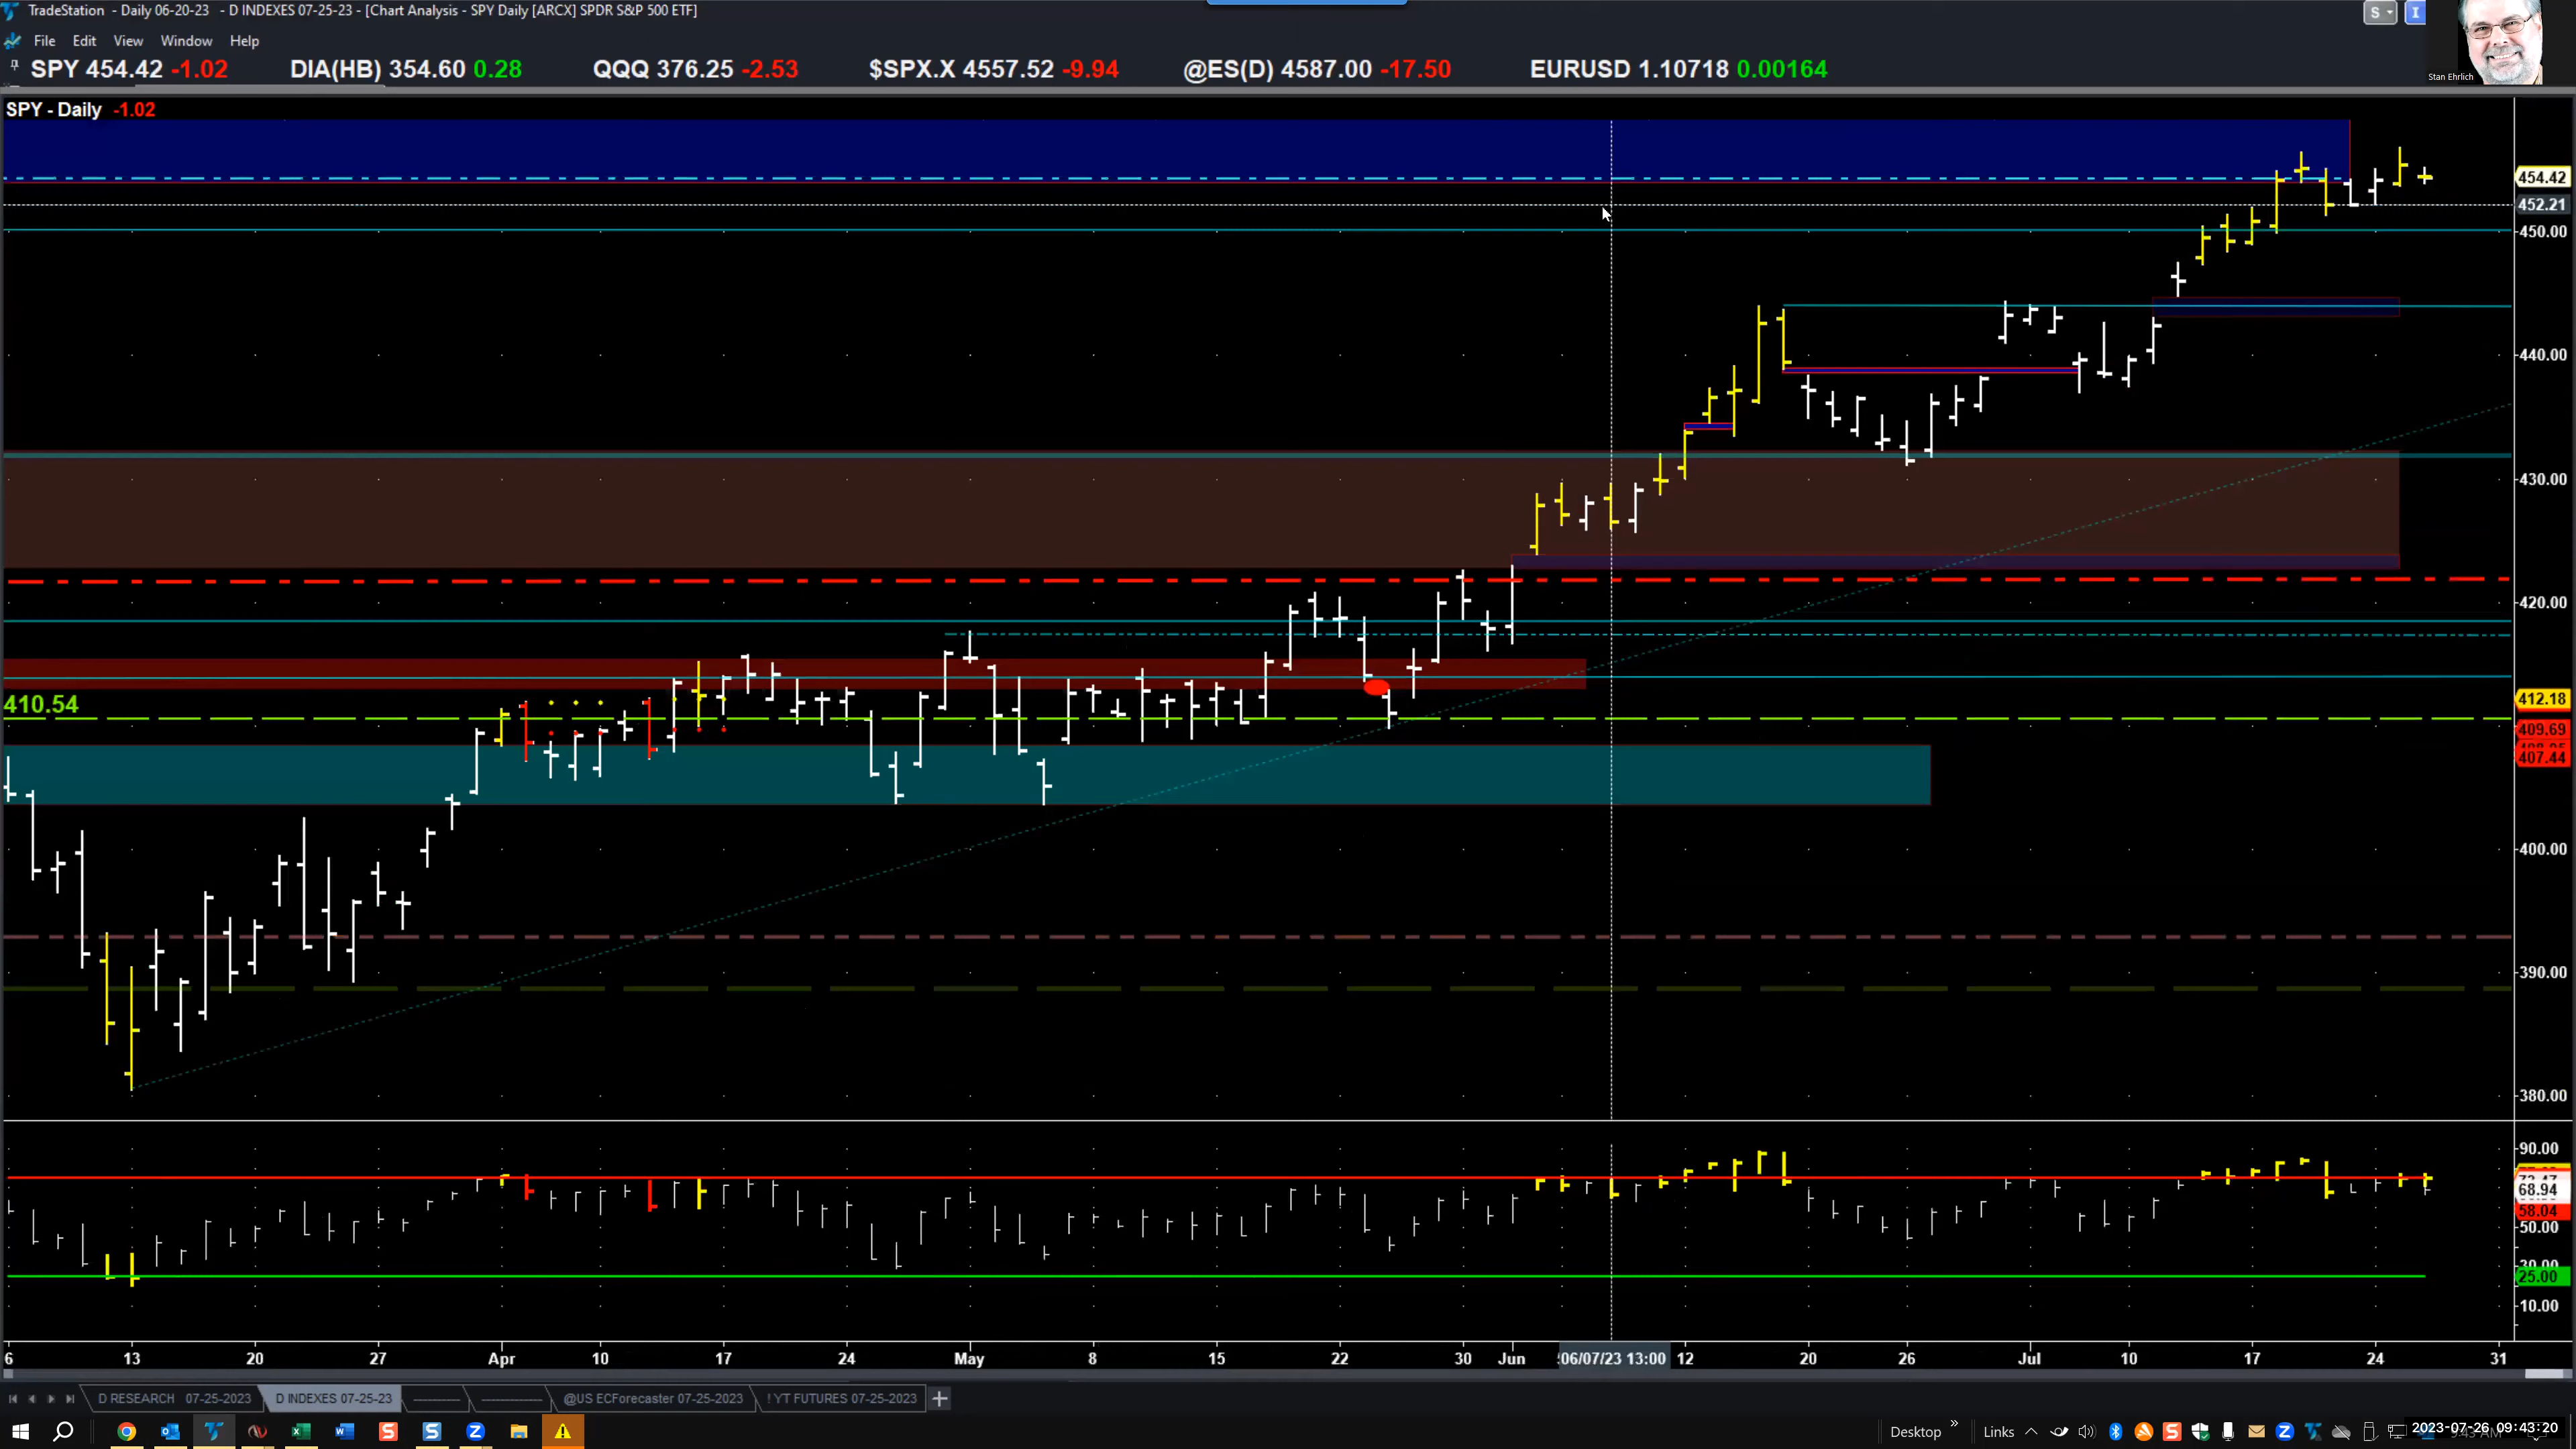 TradeStation - Daily 06-20-23 - D INDEXES 07-25-23 - [Chart Analysis - SPY Daily [ARCX] SPDR S&P 500 ETF]
S
I
File Edit View Window Help
SPY 454.42 -1.02 DIA(HB) 354.60 0.28 QQQ 376.25 -2.53 $SPX.X 4557.52 -9.94 @ES(D) 4587.00 -17.50 EURUSD 1.10718 0.00164
Stan Ehrlich
SPY - Daily -1.02
454.42
452.21
450.00
440.00
430.00
420.00
410.54
412.18
409.69
407.44
400.00
390.00
380.00
90.00
68.94
58.04
50.00
30.00
25.00
10.00
6 13 20 27 Apr 10 17 24 May 8 15 22 30 Jun 06/07/23 13:00 12 20 26 Jul 10 17 24 31
D RESEARCH 07-25-2023 D INDEXES 07-25-23 @US ECForecaster 07-25-2023 ! YT FUTURES 07-25-2023 +
Desktop » Links 2023-07-26 09:43:20